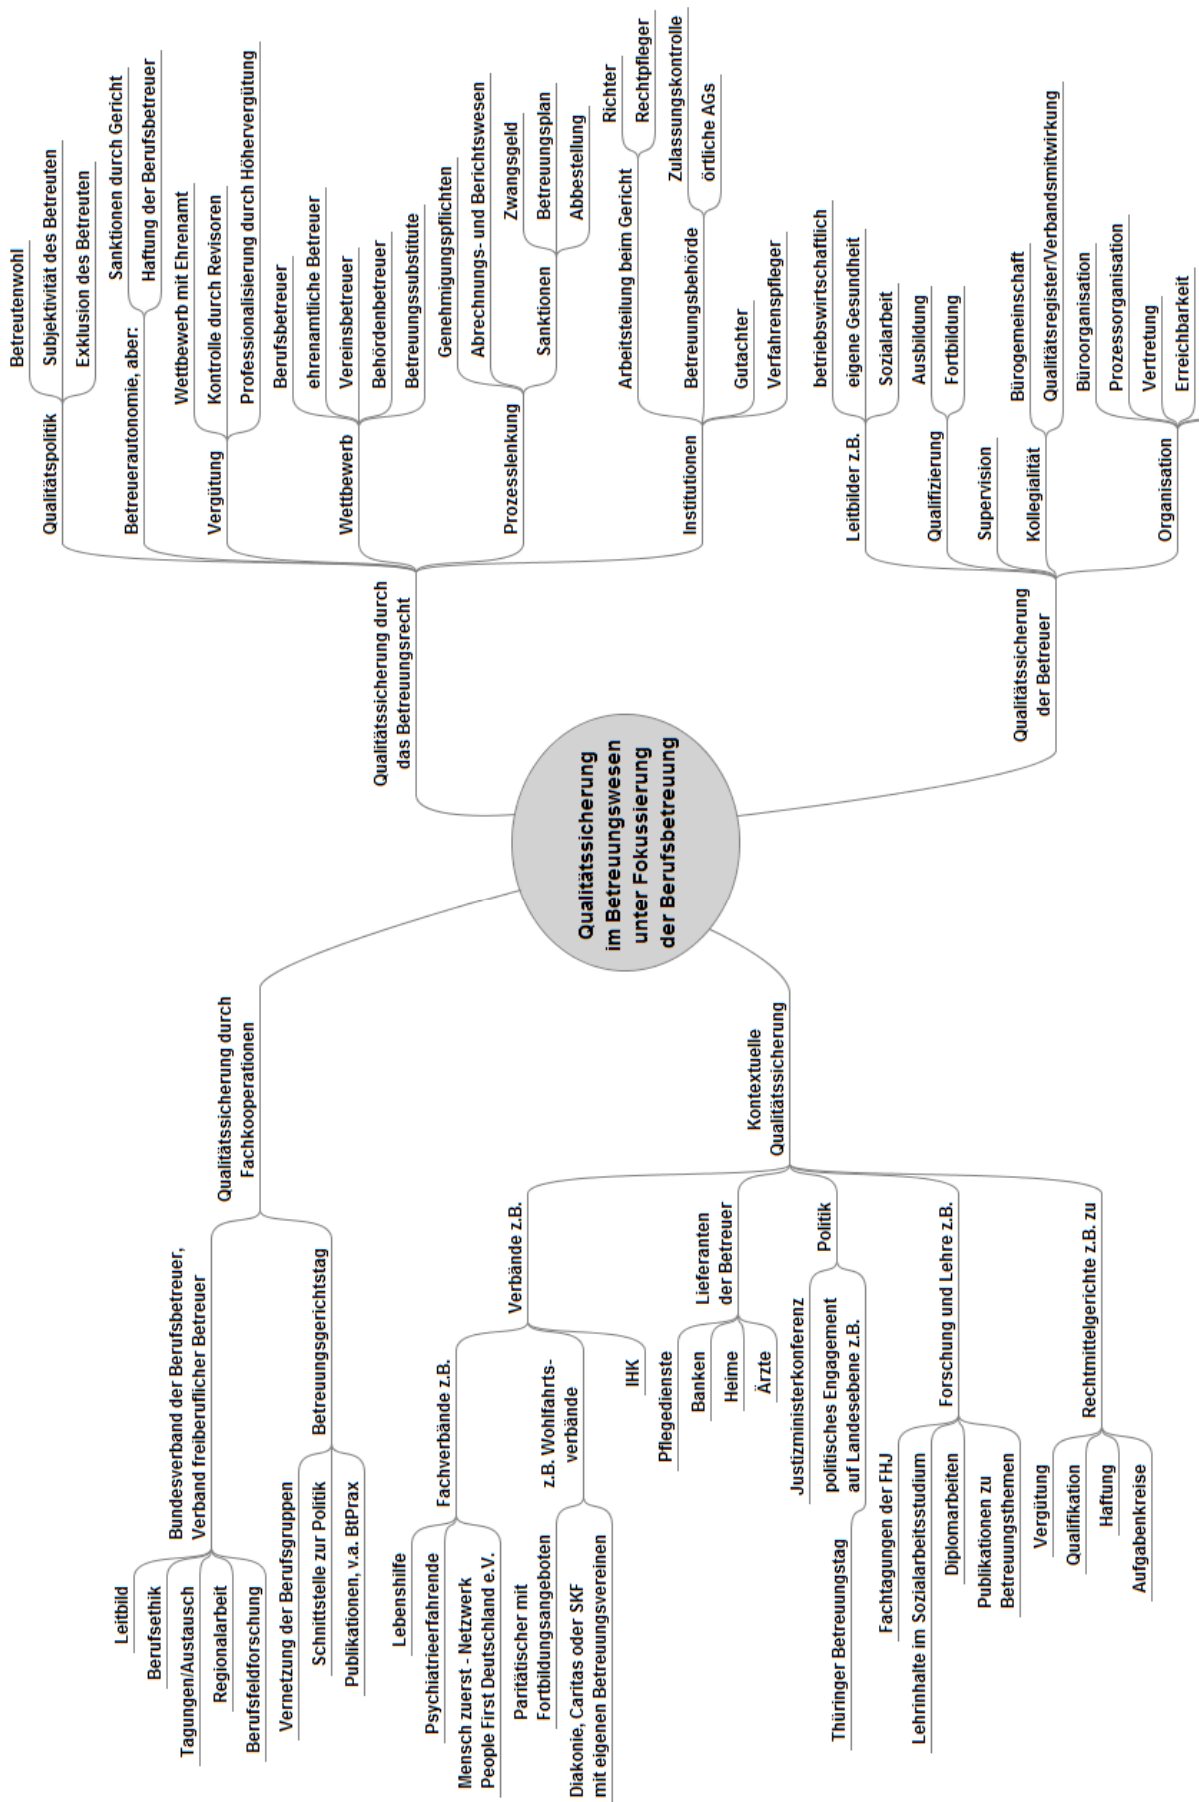 Qualitätssicherung
im Betreuungswesen
unter Fokussierung
der Berufsbetreuung
Qualitätssicherung durch
das Betreuungsrecht
Qualitätspolitik
Betreutenwohl
Subjektivität des Betreuten
Exklusion des Betreuten
Betreuerautonomie, aber:
Sanktionen durch Gericht
Haftung der Berufsbetreuer
Vergütung
Wettbewerb mit Ehrenamt
Kontrolle durch Revisoren
Professionalisierung durch Höhervergütung
Wettbewerb
Berufsbetreuer
ehrenamtliche Betreuer
Vereinsbetreuer
Behördenbetreuer
Betreuungssubstitute
Prozesslenkung
Genehmigungspflichten
Abrechnungs- und Berichtswesen
Sanktionen
Zwangsgeld
Betreuungsplan
Abbestellung
Institutionen
Arbeitsteilung beim Gericht
Richter
Rechtpfleger
Betreuungsbehörde
Zulassungskontrolle
örtliche AGs
Gutachter
Verfahrenspfleger
Qualitätssicherung
der Betreuer
Leitbilder z.B.
betriebswirtschaftlich
eigene Gesundheit
Sozialarbeit
Qualifizierung
Ausbildung
Fortbildung
Supervision
Kollegialität
Bürogemeinschaft
Qualitätsregister/Verbandsmitwirkung
Organisation
Büroorganisation
Prozessorganisation
Vertretung
Erreichbarkeit
Qualitätssicherung durch
Fachkooperationen
Bundesverband der Berufsbetreuer,
Verband freiberuflicher Betreuer
Leitbild
Berufsethik
Tagungen/Austausch
Regionalarbeit
Berufsfeldforschung
Betreuungsgerichtstag
Vernetzung der Berufsgruppen
Schnittstelle zur Politik
Publikationen, v.a. BtPrax
Kontextuelle
Qualitätssicherung
Verbände z.B.
Fachverbände z.B.
Lebenshilfe
Psychiatrieerfahrende
Mensch zuerst - Netzwerk
People First Deutschland e.V.
z.B. Wohlfahrts-
verbände
Paritätischer mit
Fortbildungsangeboten
Diakonie, Caritas oder SKF
mit eigenen Betreuungsvereinen
IHK
Lieferanten
der Betreuer
Pflegedienste
Banken
Heime
Ärzte
Politik
Justizministerkonferenz
politisches Engagement
auf Landesebene z.B.
Thüringer Betreuungstag
Forschung und Lehre z.B.
Fachtagungen der FHJ
Lehrinhalte im Sozialarbeitsstudium
Diplomarbeiten
Publikationen zu
Betreuungsthemen
Rechtmittelgerichte z.B. zu
Vergütung
Qualifikation
Haftung
Aufgabenkreise